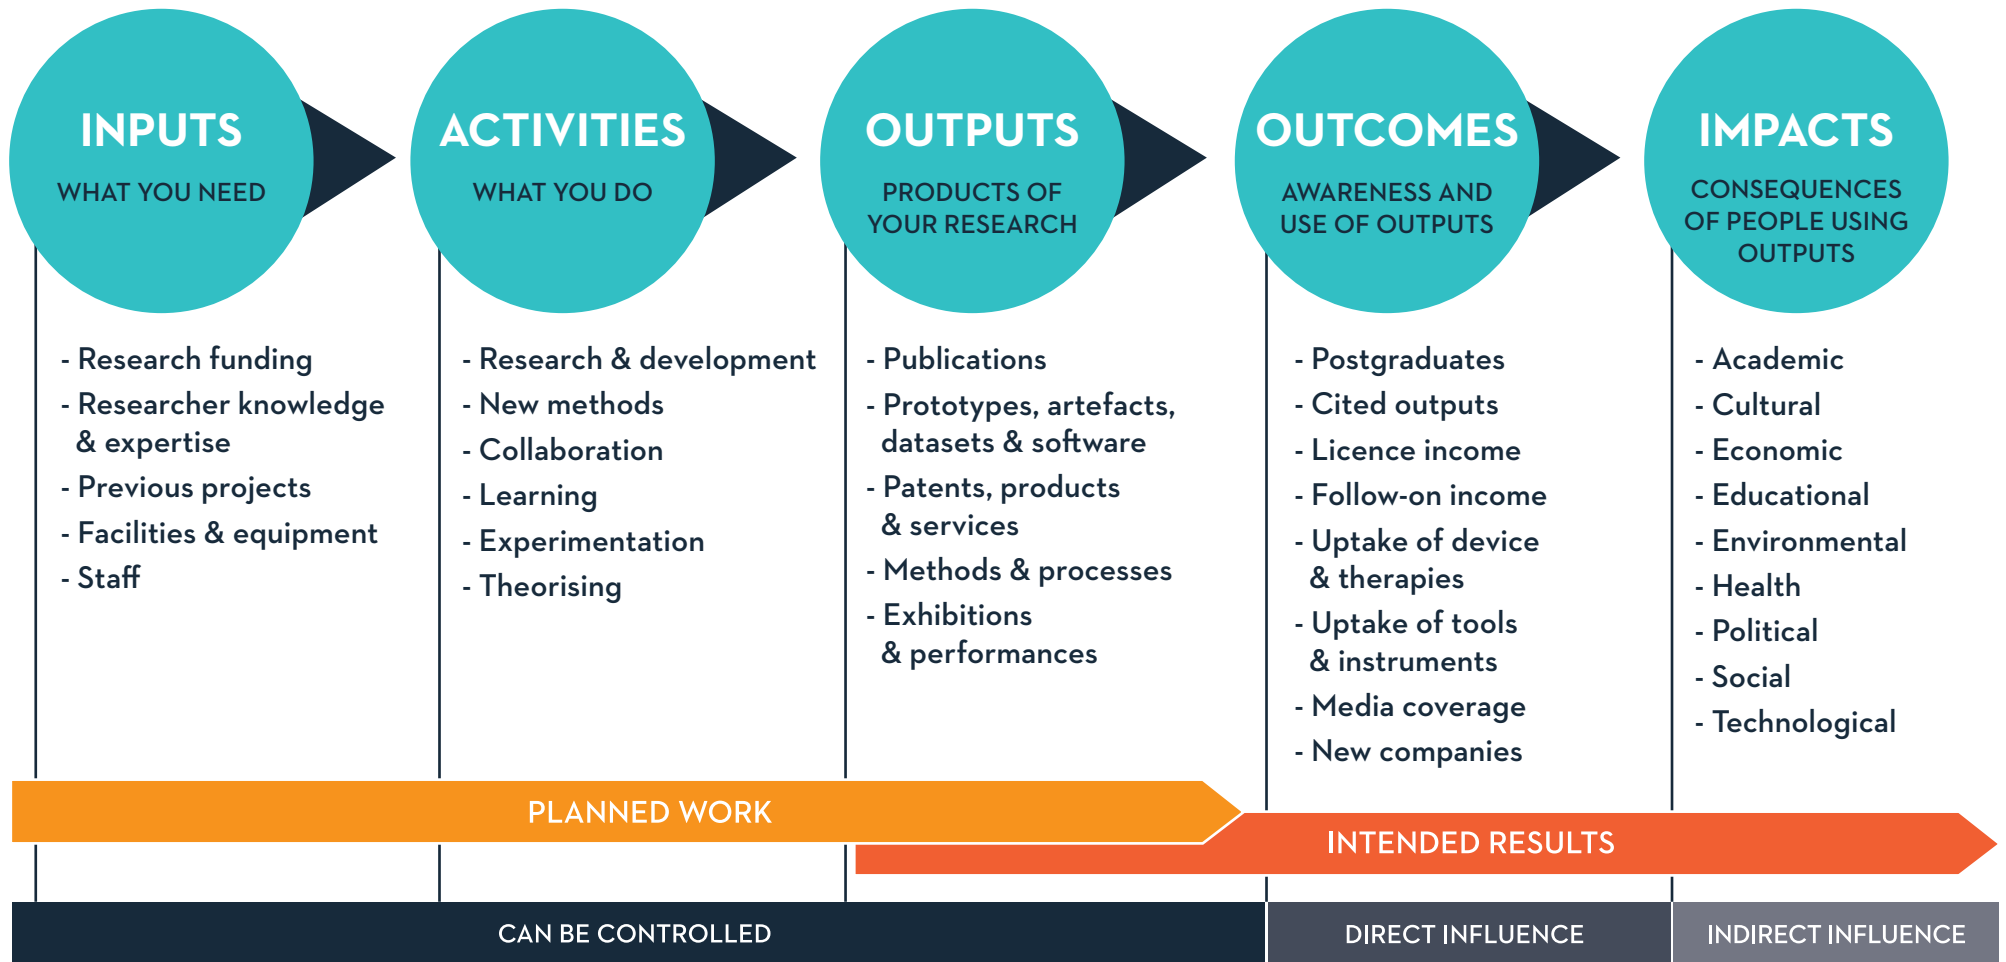 INPUTS
WHAT YOU NEED
- Research funding
- Researcher knowledge
& expertise
- Previous projects
- Facilities & equipment
- Staff
ACTIVITIES
WHAT YOU DO
- Research & development
- New methods
- Collaboration
- Learning
- Experimentation
- Theorising
OUTPUTS
PRODUCTS OF
YOUR RESEARCH
- Publications
- Prototypes, artefacts,
datasets & software
- Patents, products
& services
- Methods & processes
- Exhibitions
& performances
OUTCOMES
AWARENESS AND
USE OF OUTPUTS
- Postgraduates
- Cited outputs
- Licence income
- Follow-on income
- Uptake of device
& therapies
- Uptake of tools
& instruments
- Media coverage
- New companies
IMPACTS
CONSEQUENCES
OF PEOPLE USING
OUTPUTS
- Academic
- Cultural
- Economic
- Educational
- Environmental
- Health
- Political
- Social
- Technological
PLANNED WORK
INTENDED RESULTS
CAN BE CONTROLLED
DIRECT INFLUENCE
INDIRECT INFLUENCE